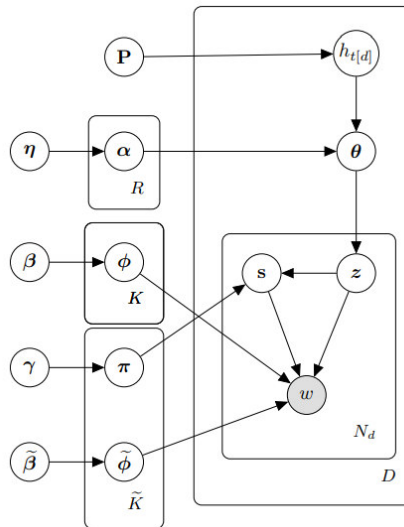 P h_{t[d]}
η α θ
R
β ϕ s z
K
γ π w
N_d
β̃ ϕ̃
K̃ D